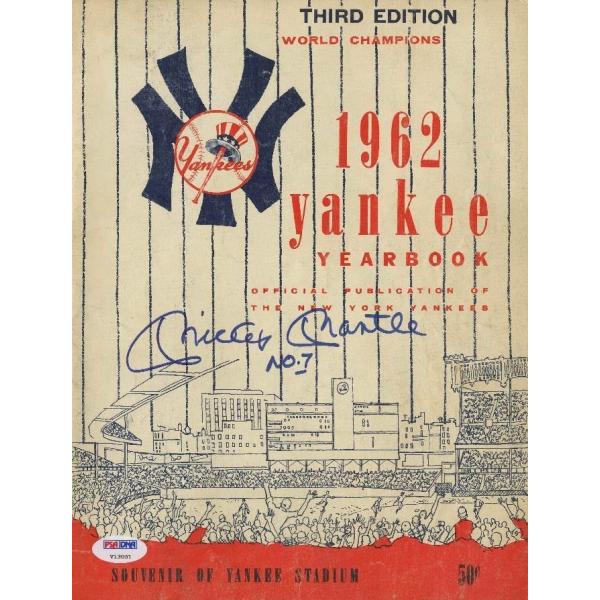 THIRD EDITION
WORLD CHAMPIONS
NY
Yankees
1962
yankee
YEARBOOK
OFFICIAL PUBLICATION OF
THE NEW YORK YANKEES
Mickey Mantle
No. 7
PSA DNA
SOUVENIR OF YANKEE STADIUM
50¢